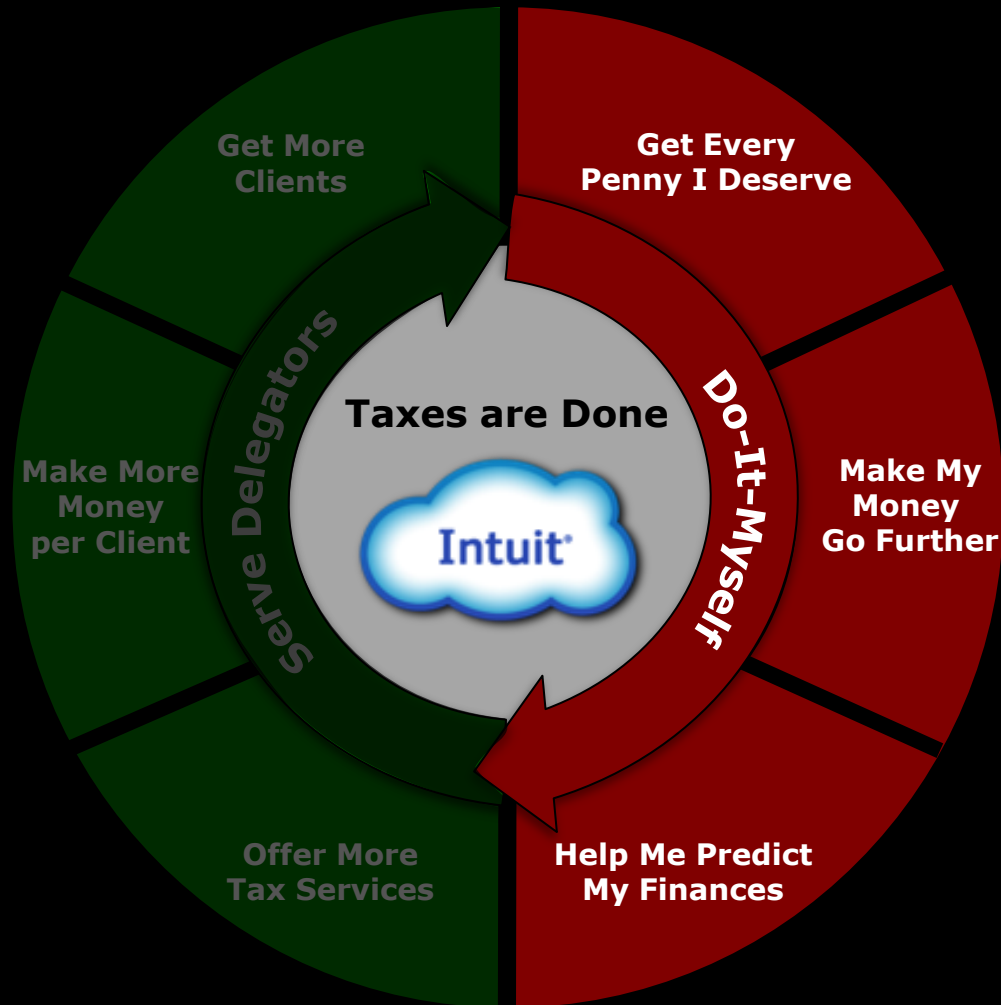 Get More
Clients
Get Every
Penny I Deserve
Serve Delegators
Taxes are Done
Do-It-Myself
Make More
Money
per Client
Intuit®
Make My
Money
Go Further
Offer More
Tax Services
Help Me Predict
My Finances